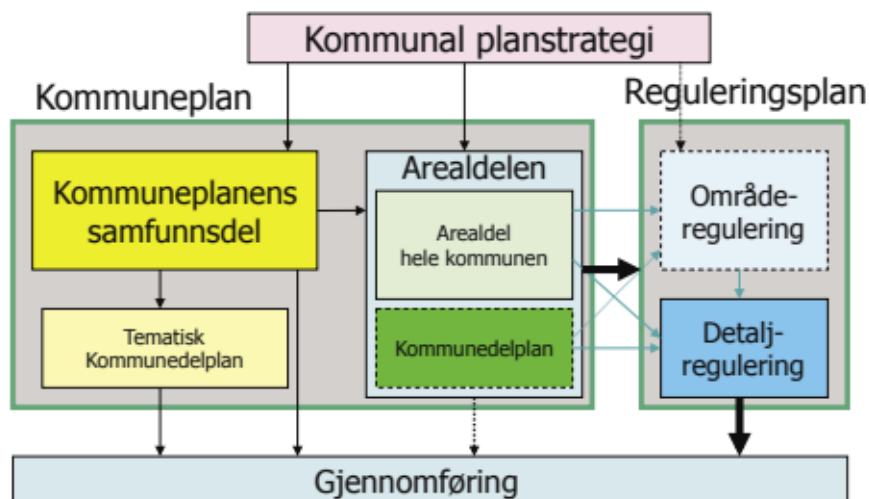 Kommunal planstrategi
Kommuneplan
Reguleringsplan
Kommuneplanens
samfunnsdel
Arealdelen
Arealdel
hele kommunen
Område-
regulering
Tematisk
Kommunedelplan
Kommunedelplan
Detalj-
regulering
Gjennomføring